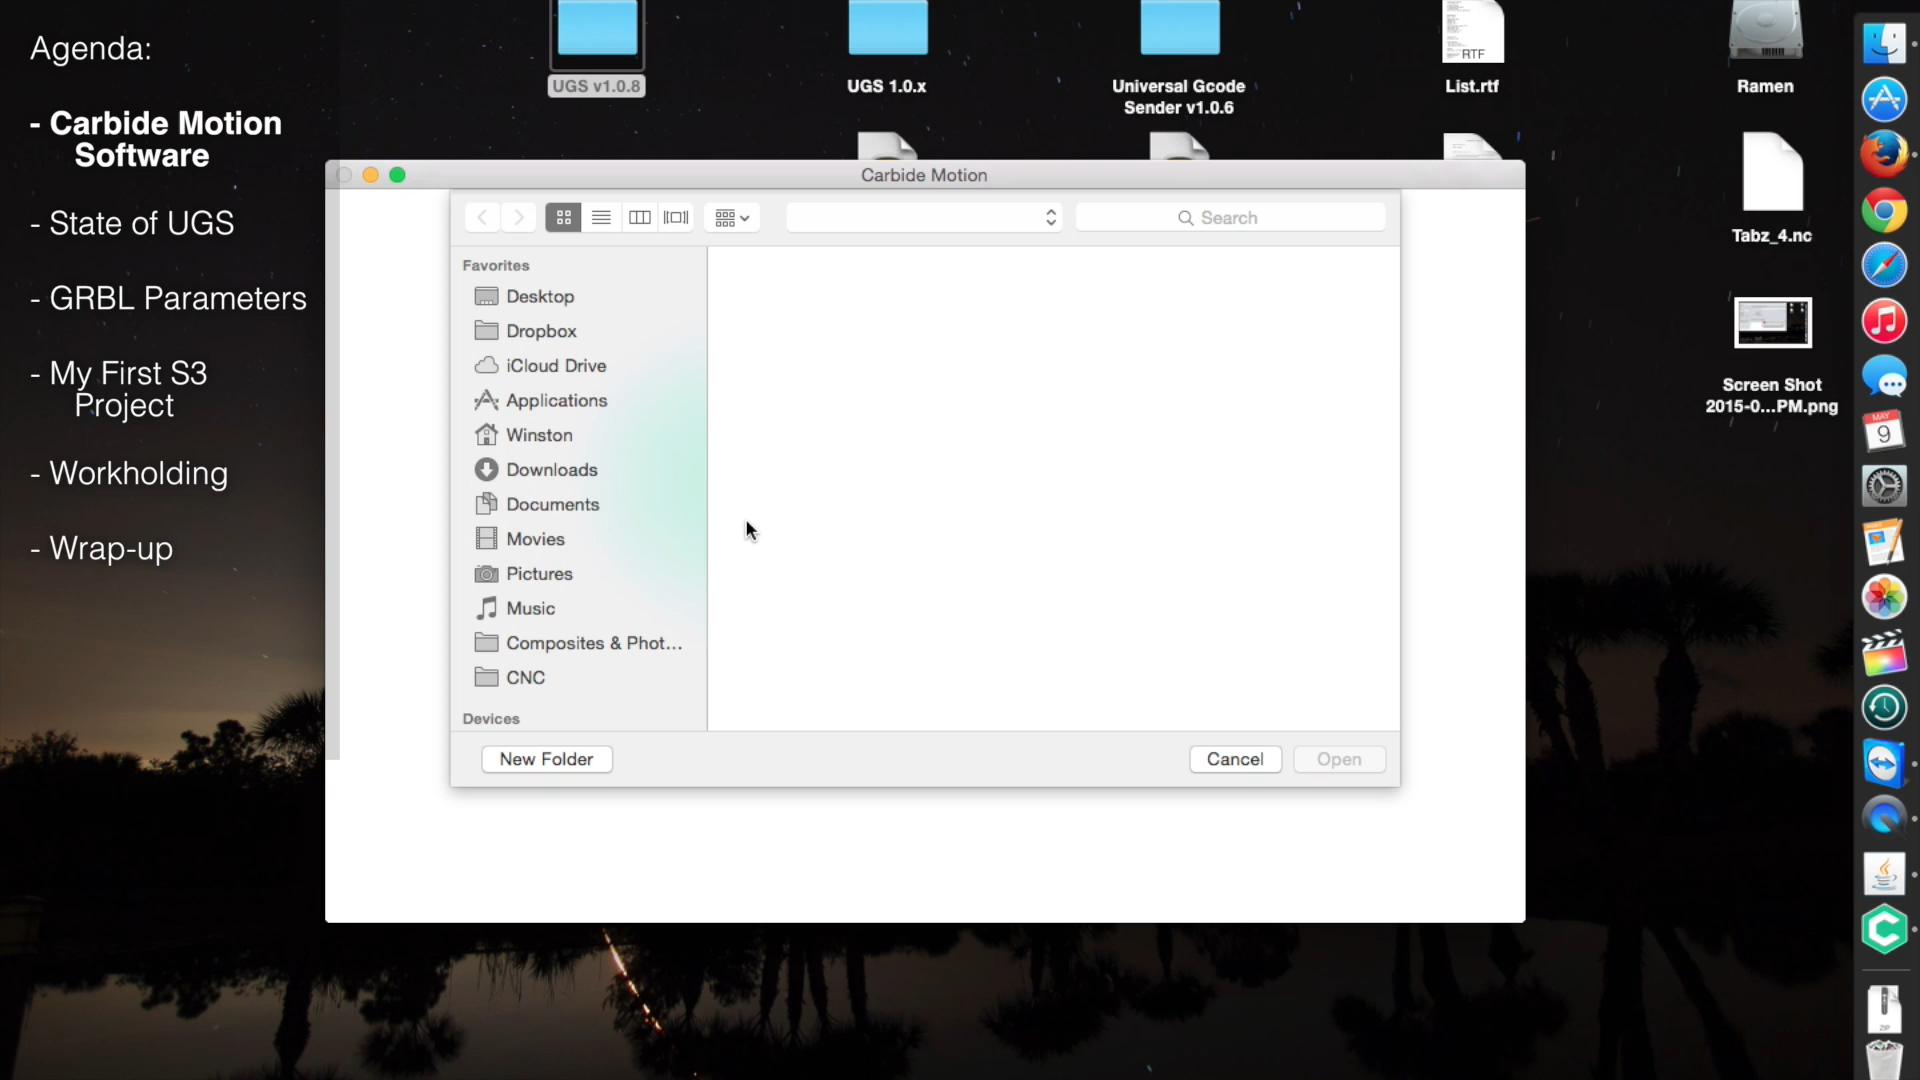 Agenda:
- Carbide Motion
Software
- State of UGS
- GRBL Parameters
- My First S3
Project
- Workholding
- Wrap-up
UGS v1.0.8
UGS 1.0.x
Universal Gcode
Sender v1.0.6
RTF
List.rtf
Ramen
Tabz_4.nc
Screen Shot
2015-0...PM.png
Carbide Motion
Search
Favorites
Desktop
Dropbox
iCloud Drive
Applications
Winston
Downloads
Documents
Movies
Pictures
Music
Composites & Phot...
CNC
Devices
New Folder
Cancel
Open
MAY
9
ZIP